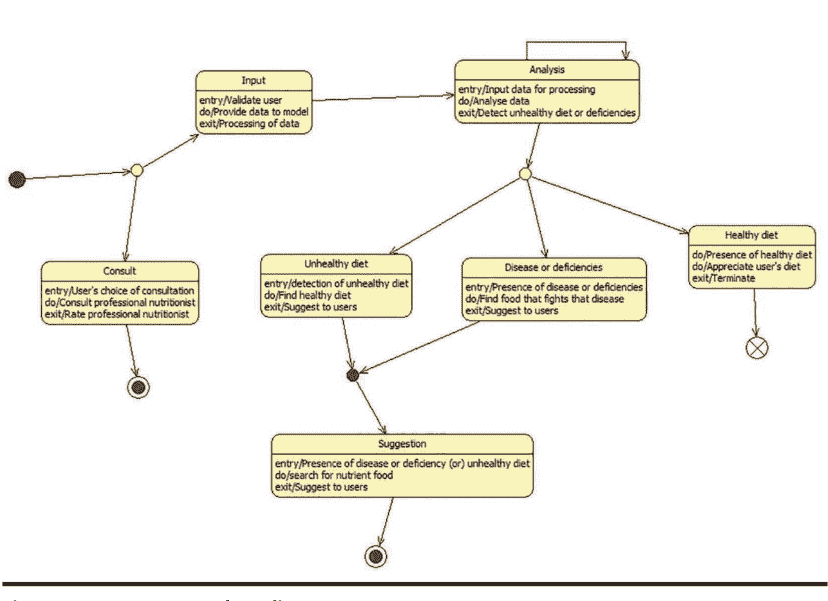 Input
entry/Validate user
do/Provide data to model
exit/Processing of data
Analysis
entry/Input data for processing
do/Analyse data
exit/Detect unhealthy diet or deficiencies
Consult
entry/User's choice of consultation
do/Consult professional nutritionist
exit/Rate professional nutritionist
Unhealthy diet
entry/detection of unhealthy diet
do/Find healthy diet
exit/Suggest to users
Disease or deficiencies
entry/Presence of disease or deficiencies
do/Find food that fights that disease
exit/Suggest to users
Healthy diet
do/Presence of healthy diet
do/Appreciate user's diet
exit/Terminate
Suggestion
entry/Presence of disease or deficiency (or) unhealthy diet
do/search for nutrient food
exit/Suggest to users